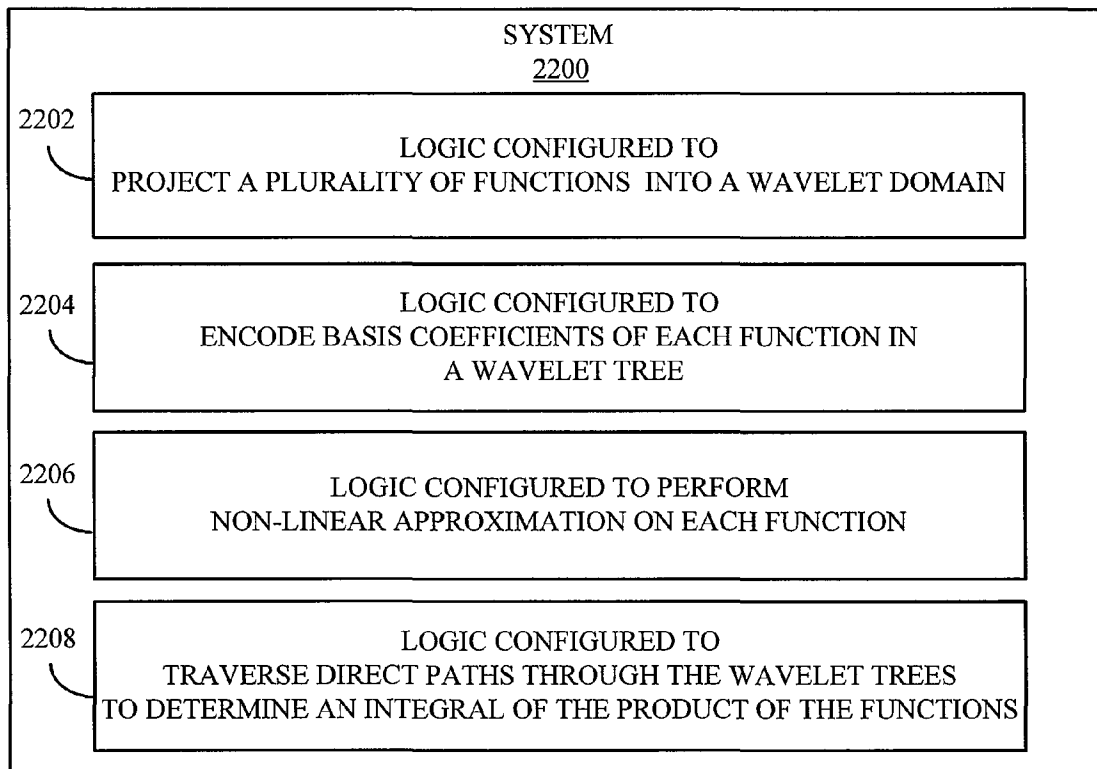 SYSTEM
2200
2202
LOGIC CONFIGURED TO
PROJECT A PLURALITY OF FUNCTIONS INTO A WAVELET DOMAIN
2204
LOGIC CONFIGURED TO
ENCODE BASIS COEFFICIENTS OF EACH FUNCTION IN
A WAVELET TREE
2206
LOGIC CONFIGURED TO PERFORM
NON-LINEAR APPROXIMATION ON EACH FUNCTION
2208
LOGIC CONFIGURED TO
TRAVERSE DIRECT PATHS THROUGH THE WAVELET TREES
TO DETERMINE AN INTEGRAL OF THE PRODUCT OF THE FUNCTIONS